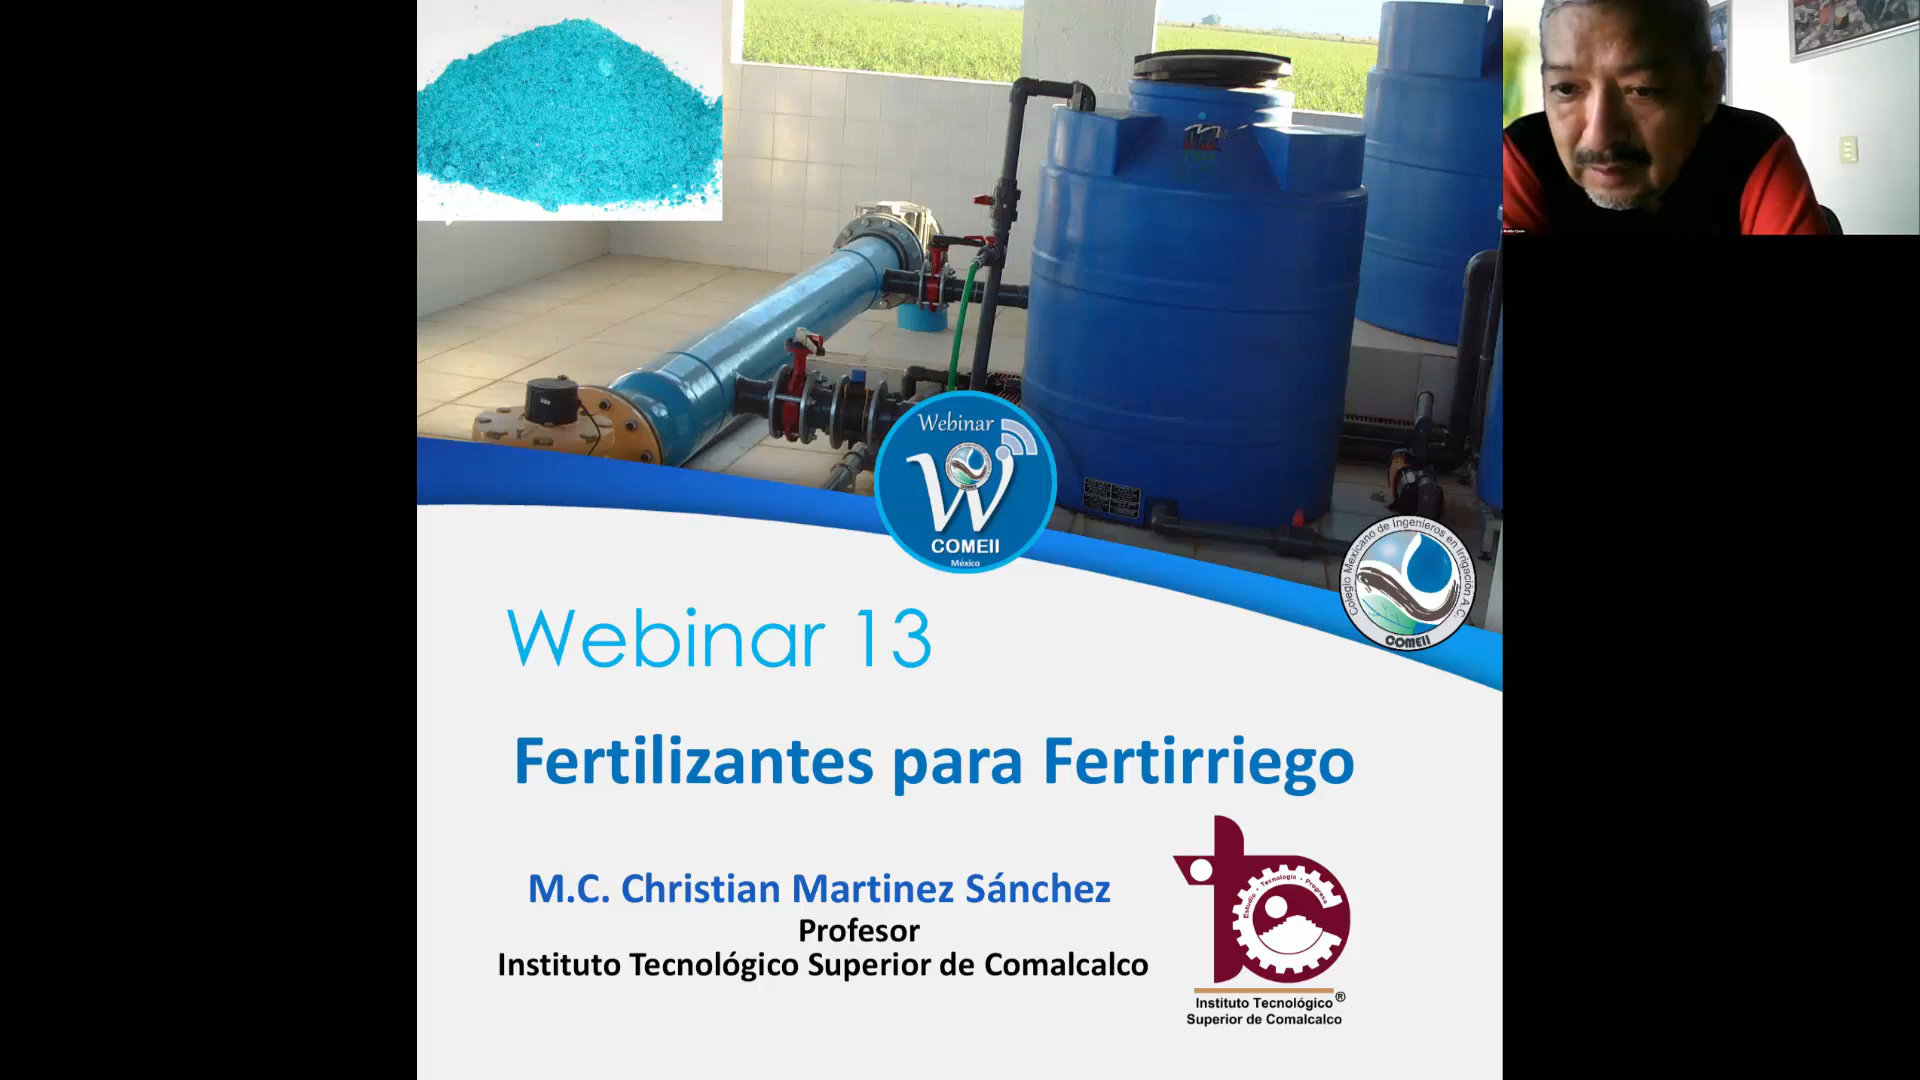 Webinar
W
COMEII
México
Colegio Mexicano de Ingenieros en Irrigación A.C.
COMEII
Webinar 13
Fertilizantes para Fertirriego
M.C. Christian Martinez Sánchez
Profesor
Instituto Tecnológico Superior de Comalcalco
Estudio • Tecnología • Progreso
Instituto Tecnológico ®
Superior de Comalcalco